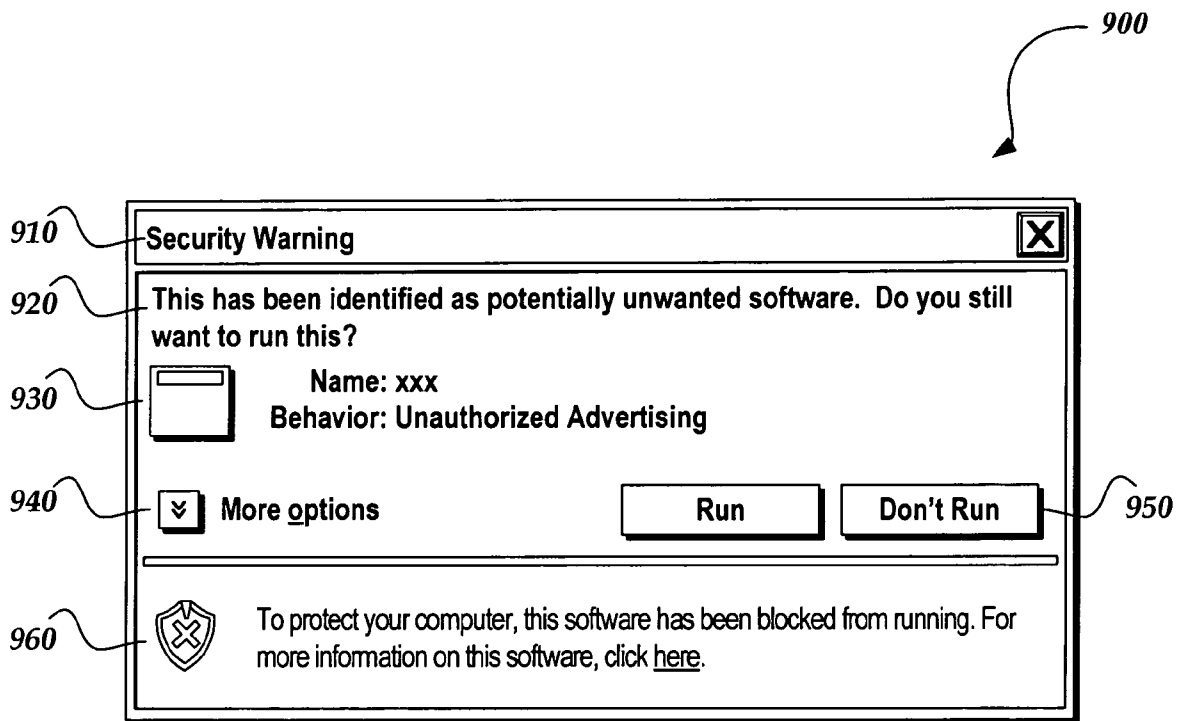 900
910
Security Warning
X
920
This has been identified as potentially unwanted software. Do you still
want to run this?
930
Name: xxx
Behavior: Unauthorized Advertising
940
More options
Run
Don't Run
950
960
To protect your computer, this software has been blocked from running. For
more information on this software, click here.